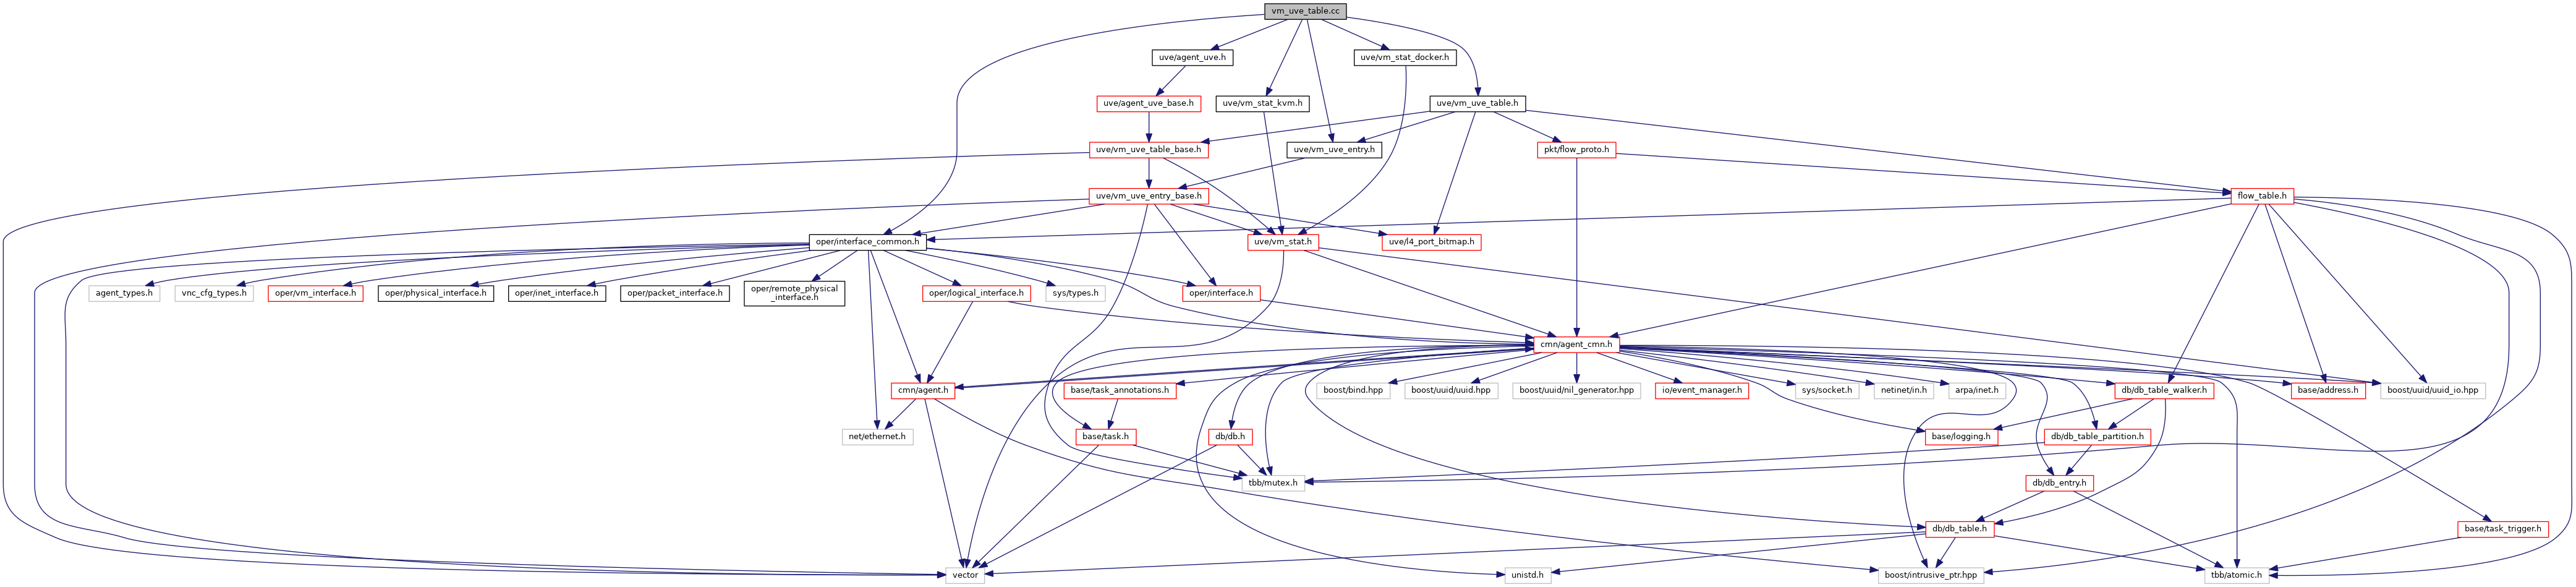 vm_uve_table.cc
uve/agent_uve.h
uve/vm_stat_docker.h
uve/agent_uve_base.h
uve/vm_stat_kvm.h
uve/vm_uve_table.h
uve/vm_uve_table_base.h
uve/vm_uve_entry.h
pkt/flow_proto.h
uve/vm_uve_entry_base.h
flow_table.h
oper/interface_common.h
uve/vm_stat.h
uve/l4_port_bitmap.h
agent_types.h
vnc_cfg_types.h
oper/vm_interface.h
oper/physical_interface.h
oper/inet_interface.h
oper/packet_interface.h
oper/remote_physical
_interface.h
oper/logical_interface.h
sys/types.h
oper/interface.h
cmn/agent_cmn.h
cmn/agent.h
base/task_annotations.h
boost/bind.hpp
boost/uuid/uuid.hpp
boost/uuid/nil_generator.hpp
io/event_manager.h
sys/socket.h
netinet/in.h
arpa/inet.h
db/db_table_walker.h
base/address.h
boost/uuid/uuid_io.hpp
net/ethernet.h
base/task.h
db/db.h
base/logging.h
db/db_table_partition.h
tbb/mutex.h
db/db_entry.h
db/db_table.h
base/task_trigger.h
vector
unistd.h
boost/intrusive_ptr.hpp
tbb/atomic.h